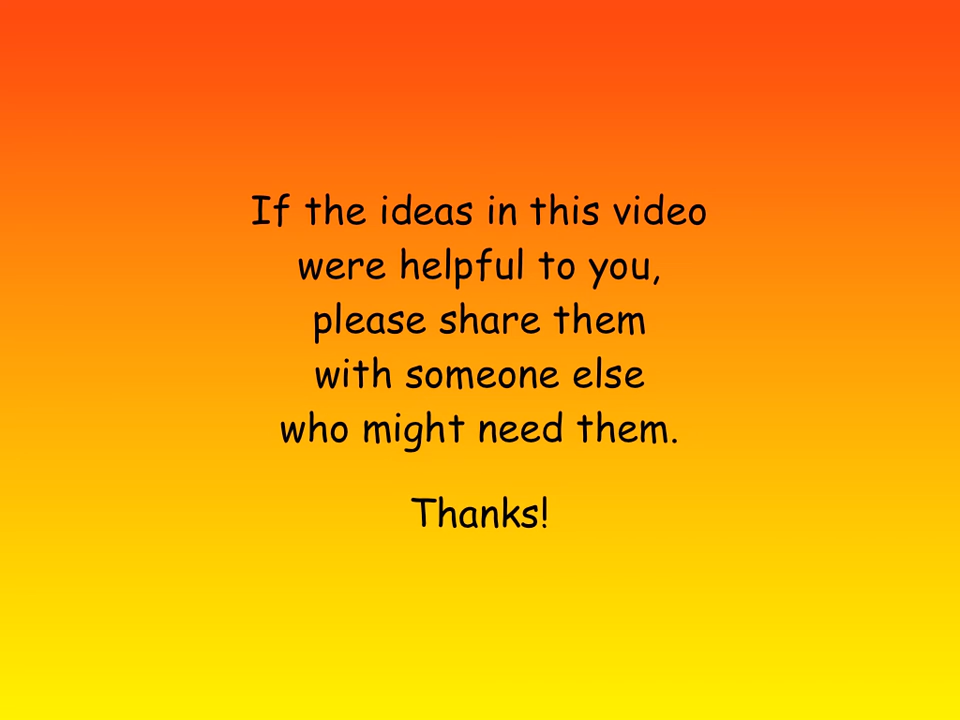 If the ideas in this video
were helpful to you,
please share them
with someone else
who might need them.
Thanks!